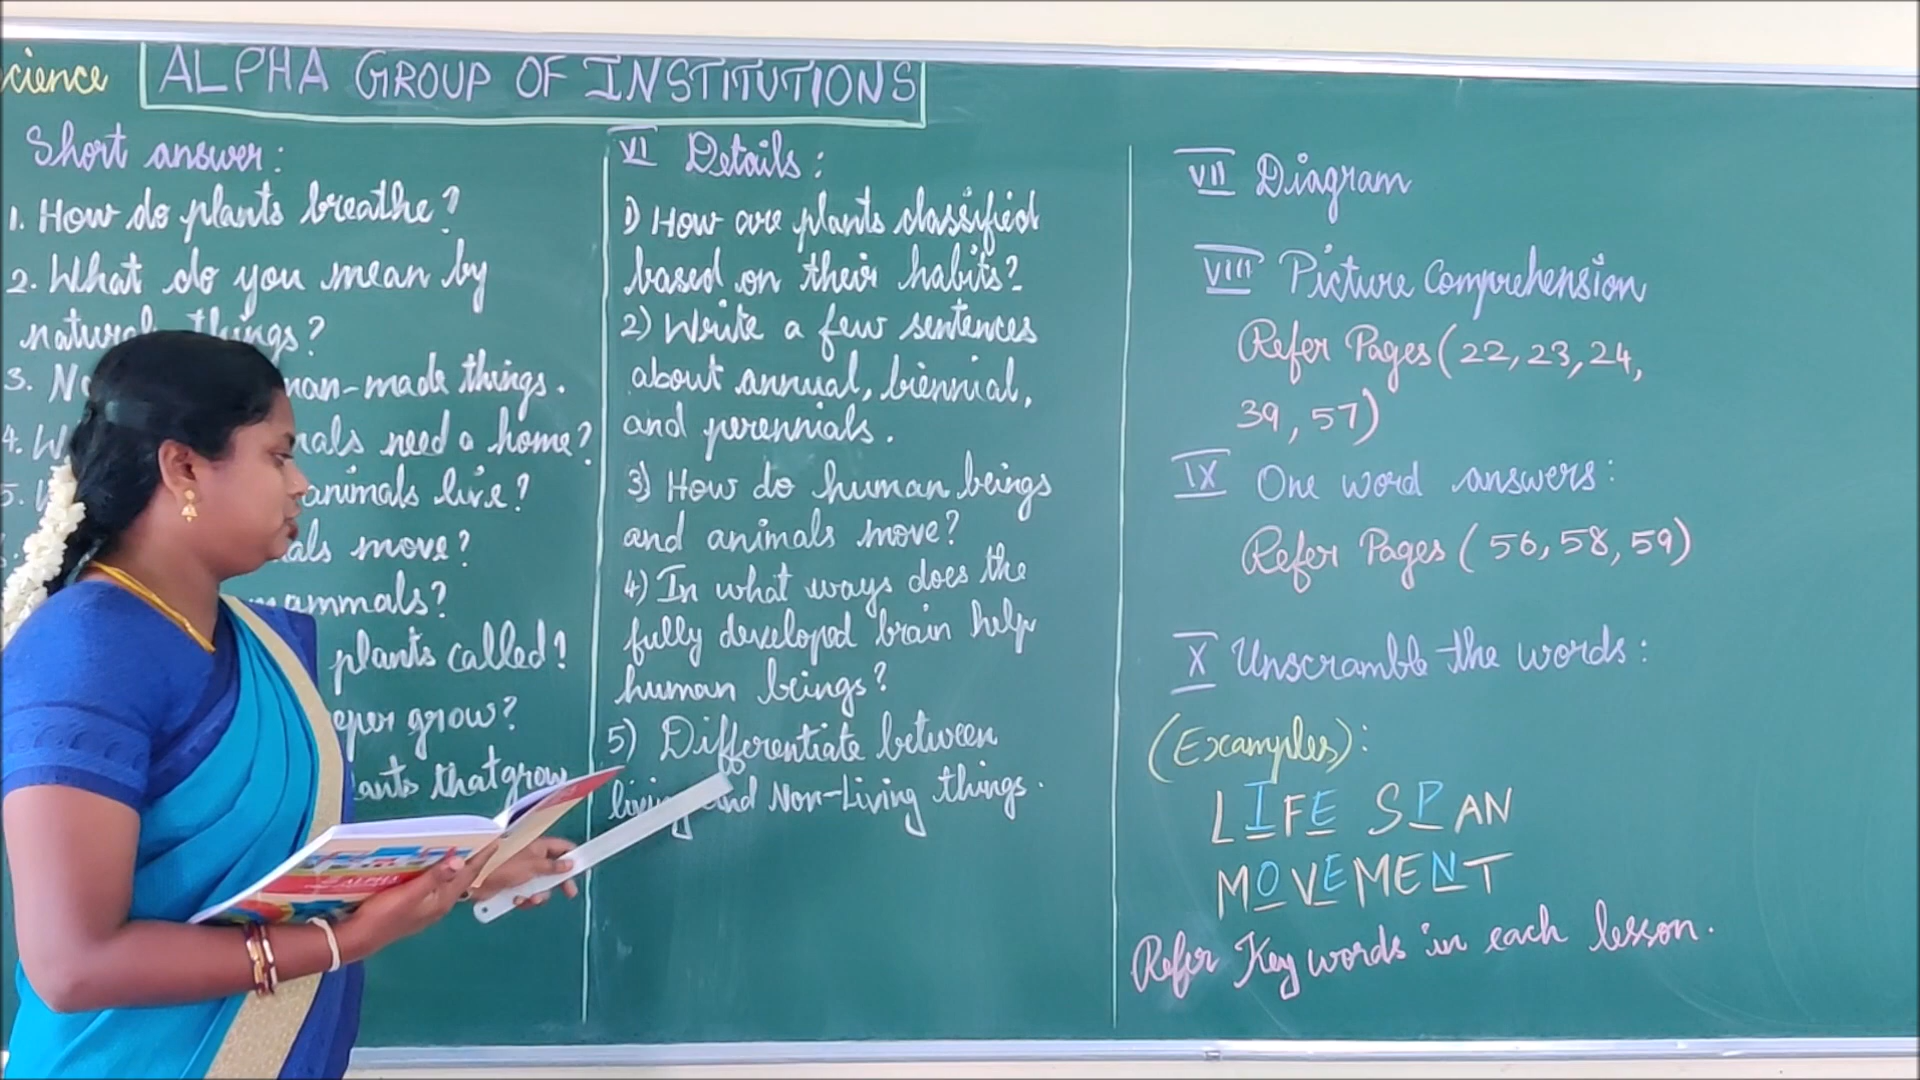 cience
ALPHA GROUP OF INSTITUTIONS
Short answer:
1. How do plants breathe?
2. What do you mean by
natural things?
3. man-made things.
4. need a home?
5. animals live?
move?
mammals?
plants called?
grow?
that grow
VI Details:
1) How are plants classified
based on their habits?
2) Write a few sentences
about annual, biennial,
and perennials.
3) How do human beings
and animals move?
4) In what ways does the
fully developed brain help
human beings?
5) Differentiate between
living and Non-Living things.
VII Diagram
VIII Picture Comprehension
Refer Pages (22, 23, 24,
39, 57)
IX One word answers:
Refer Pages (56, 58, 59)
X Unscramble the words:
(Examples):
LIFE SPAN
MOVEMENT
Refer Key words in each lesson.
ALPHA